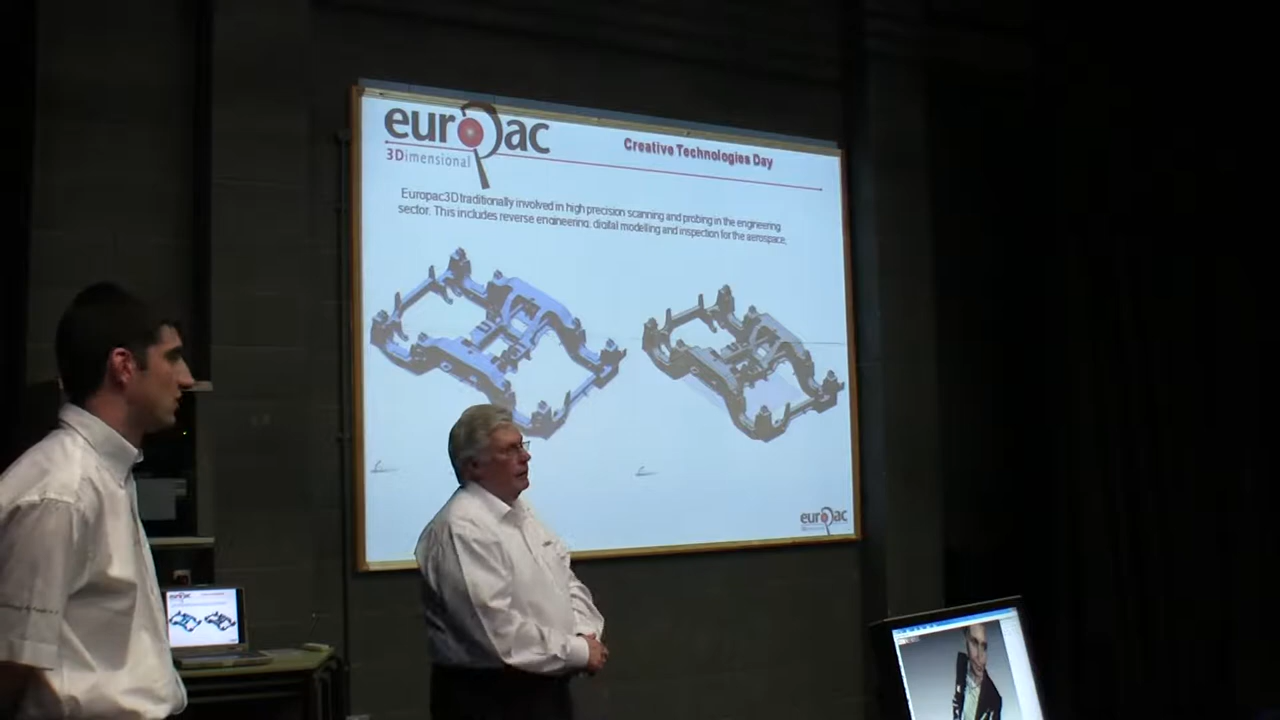 europac
3Dimensional
Creative Technologies Day
Europac3D traditionally involved in high precision scanning and probing in the engineering
sector. This includes reverse engineering, digital modelling and inspection for the aerospace,
europac
europac